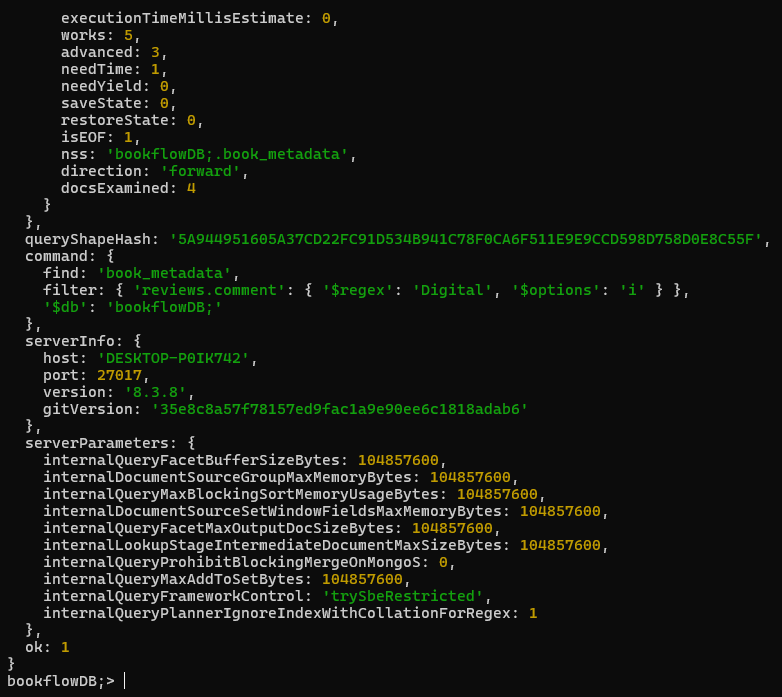 executionTimeMillisEstimate: 0,
works: 5,
advanced: 3,
needTime: 1,
needYield: 0,
saveState: 0,
restoreState: 0,
isEOF: 1,
nss: 'bookflowDB;.book_metadata',
direction: 'forward',
docsExamined: 4
}
},
queryShapeHash: '5A944951605A37CD22FC91D534B941C78F0CA6F511E9E9CCD598D758D0E8C55F',
command: {
find: 'book_metadata',
filter: { 'reviews.comment': { '$regex': 'Digital', '$options': 'i' } },
'$db': 'bookflowDB;'
},
serverInfo: {
host: 'DESKTOP-P0IK742',
port: 27017,
version: '8.3.8',
gitVersion: '35e8c8a57f78157ed9fac1a9e90ee6c1818adab6'
},
serverParameters: {
internalQueryFacetBufferSizeBytes: 104857600,
internalDocumentSourceGroupMaxMemoryBytes: 104857600,
internalQueryMaxBlockingSortMemoryUsageBytes: 104857600,
internalDocumentSourceSetWindowFieldsMaxMemoryBytes: 104857600,
internalQueryFacetMaxOutputDocSizeBytes: 104857600,
internalLookupStageIntermediateDocumentMaxSizeBytes: 104857600,
internalQueryProhibitBlockingMergeOnMongoS: 0,
internalQueryMaxAddToSetBytes: 104857600,
internalQueryFrameworkControl: 'trySbeRestricted',
internalQueryPlannerIgnoreIndexWithCollationForRegex: 1
},
ok: 1
}
bookflowDB;>